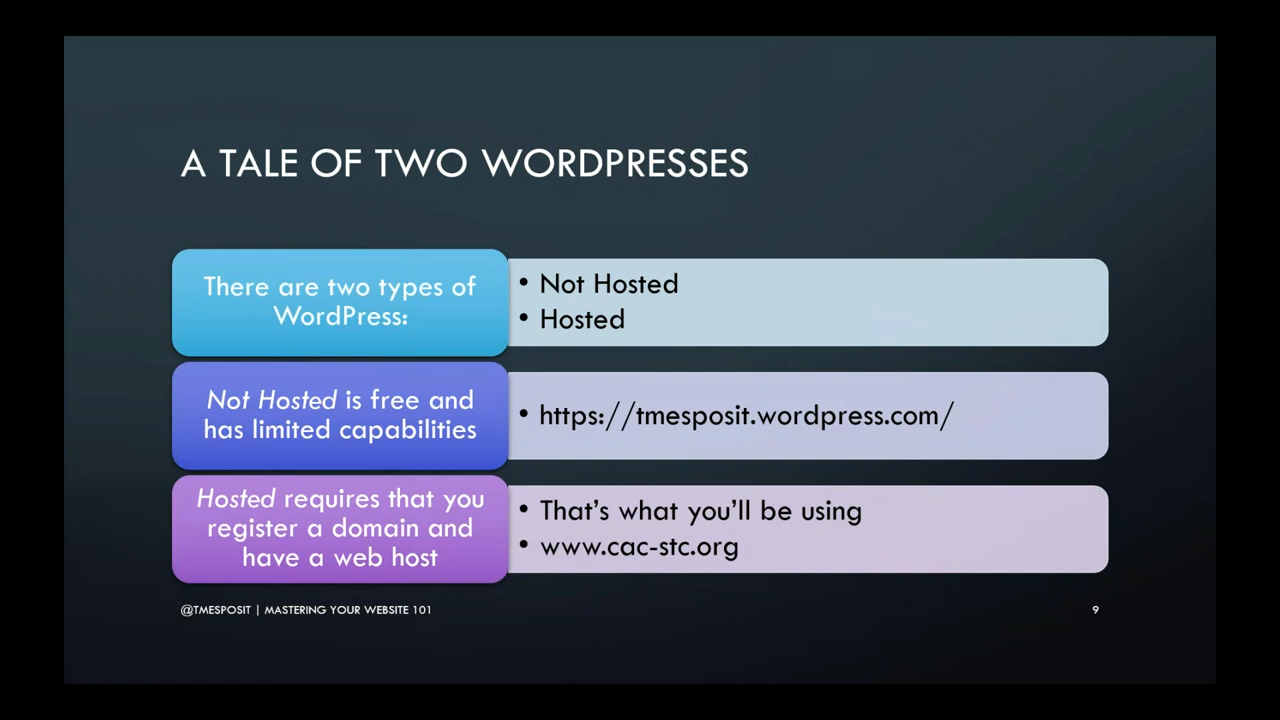 A TALE OF TWO WORDPRESSES
There are two types of
WordPress:
• Not Hosted
• Hosted
Not Hosted is free and
has limited capabilities
• https://tmesposit.wordpress.com/
Hosted requires that you
register a domain and
have a web host
• That's what you'll be using
• www.cac-stc.org
@TMESPOSIT | MASTERING YOUR WEBSITE 101
9